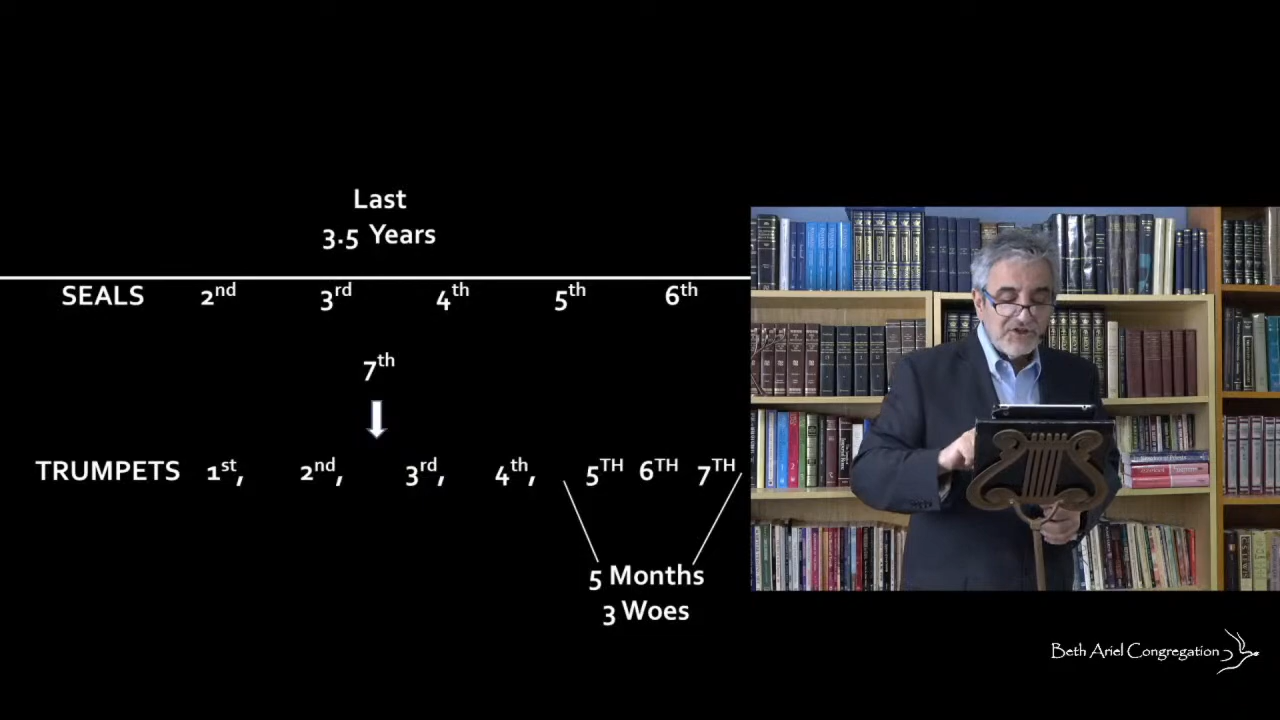 Last
3.5 Years
SEALS 2nd 3rd 4th 5th 6th
7th
TRUMPETS 1st, 2nd, 3rd, 4th, 5TH 6TH 7TH
5 Months
3 Woes
Beth Ariel Congregation